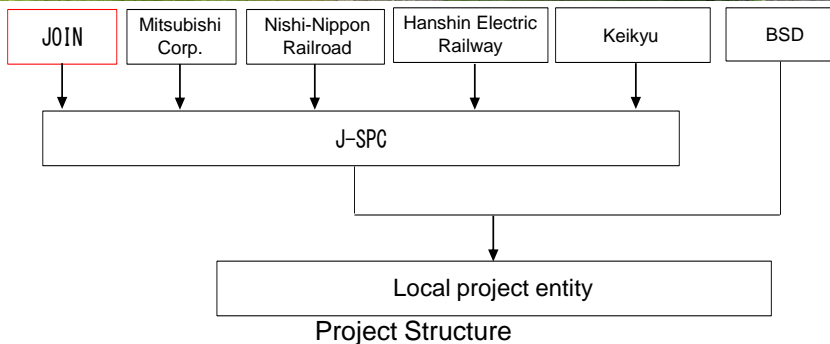 JOIN
Mitsubishi
Corp.
Nishi-Nippon
Railroad
Hanshin Electric
Railway
Keikyu
BSD
J-SPC
Local project entity
Project Structure